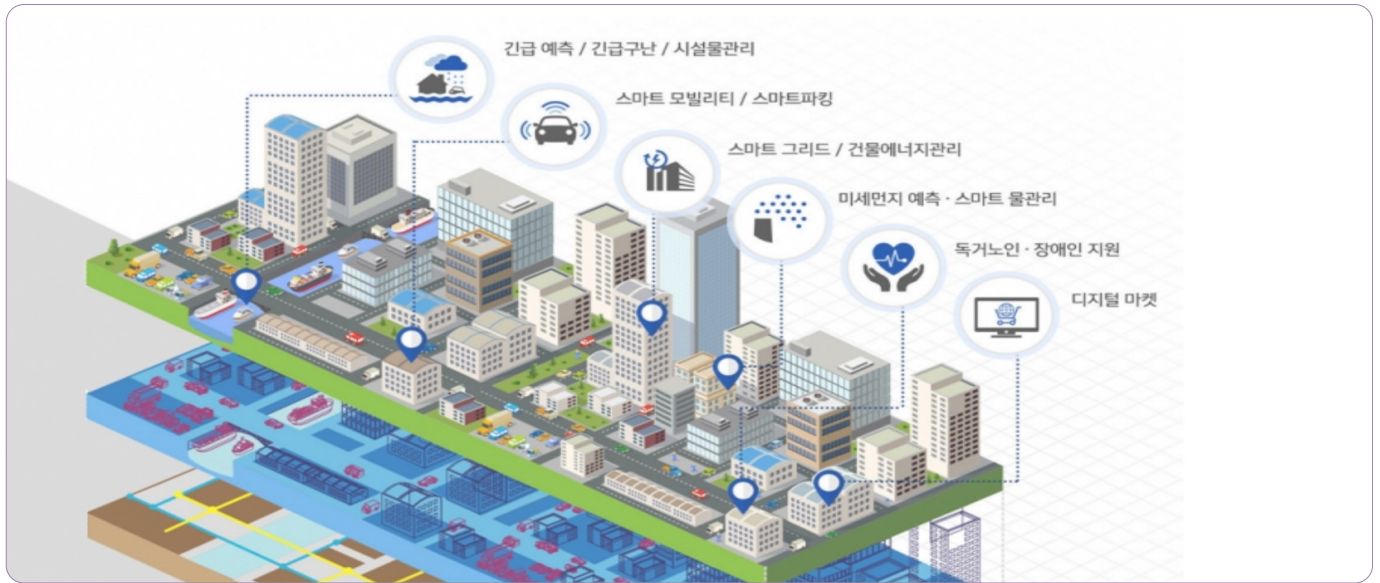 긴급 예측 / 긴급구난 / 시설물관리
스마트 모빌리티 / 스마트파킹
스마트 그리드 / 건물에너지관리
미세먼지 예측 · 스마트 물관리
독거노인 · 장애인 지원
디지털 마켓